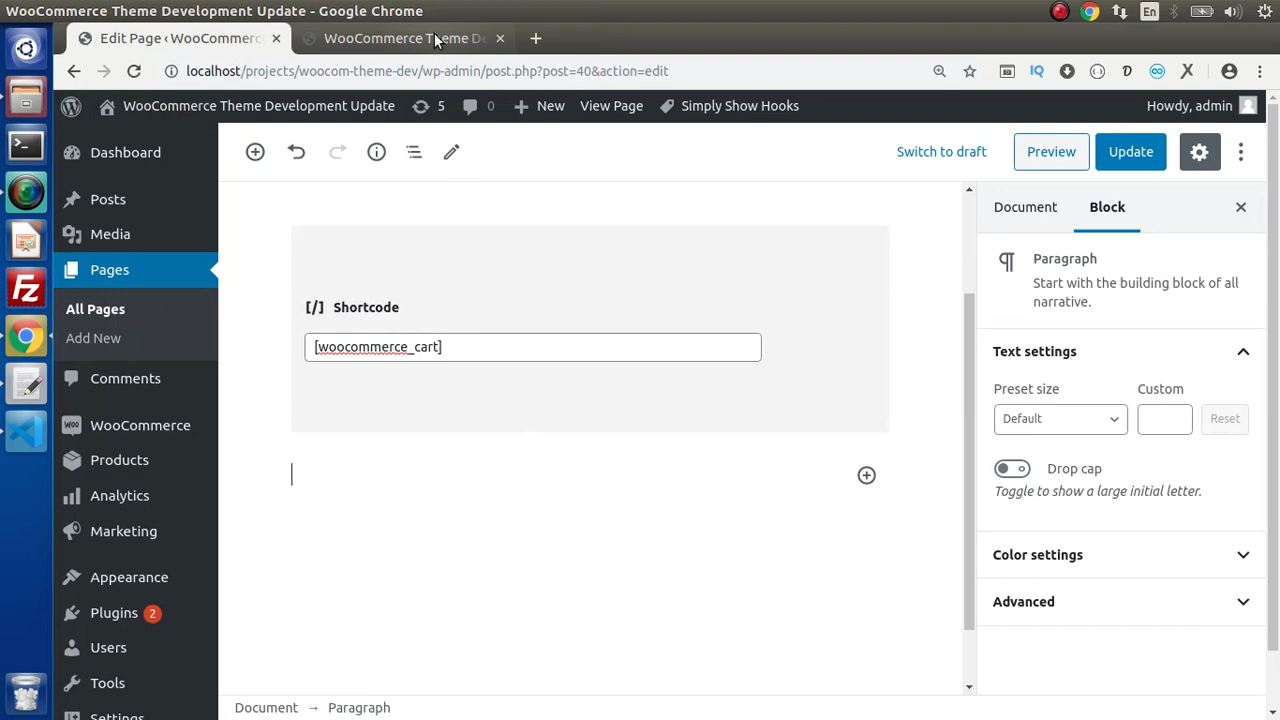 WooCommerce Theme Development Update - Google Chrome
En
Edit Page ‹ WooCommerc
WooCommerce Theme De
localhost/projects/woocom-theme-dev/wp-admin/post.php?post=40&action=edit
IQ
WooCommerce Theme Development Update
5
0
New
View Page
Simply Show Hooks
Howdy, admin
Dashboard
Posts
Media
Pages
All Pages
Add New
Comments
WooCommerce
Products
Analytics
Marketing
Appearance
Plugins 2
Users
Tools
Settings
Switch to draft
Preview
Update
[/] Shortcode
[woocommerce_cart]
Document
Block
Paragraph
Start with the building block of all
narrative.
Text settings
Preset size
Custom
Default
Reset
Drop cap
Toggle to show a large initial letter.
Color settings
Advanced
Document → Paragraph